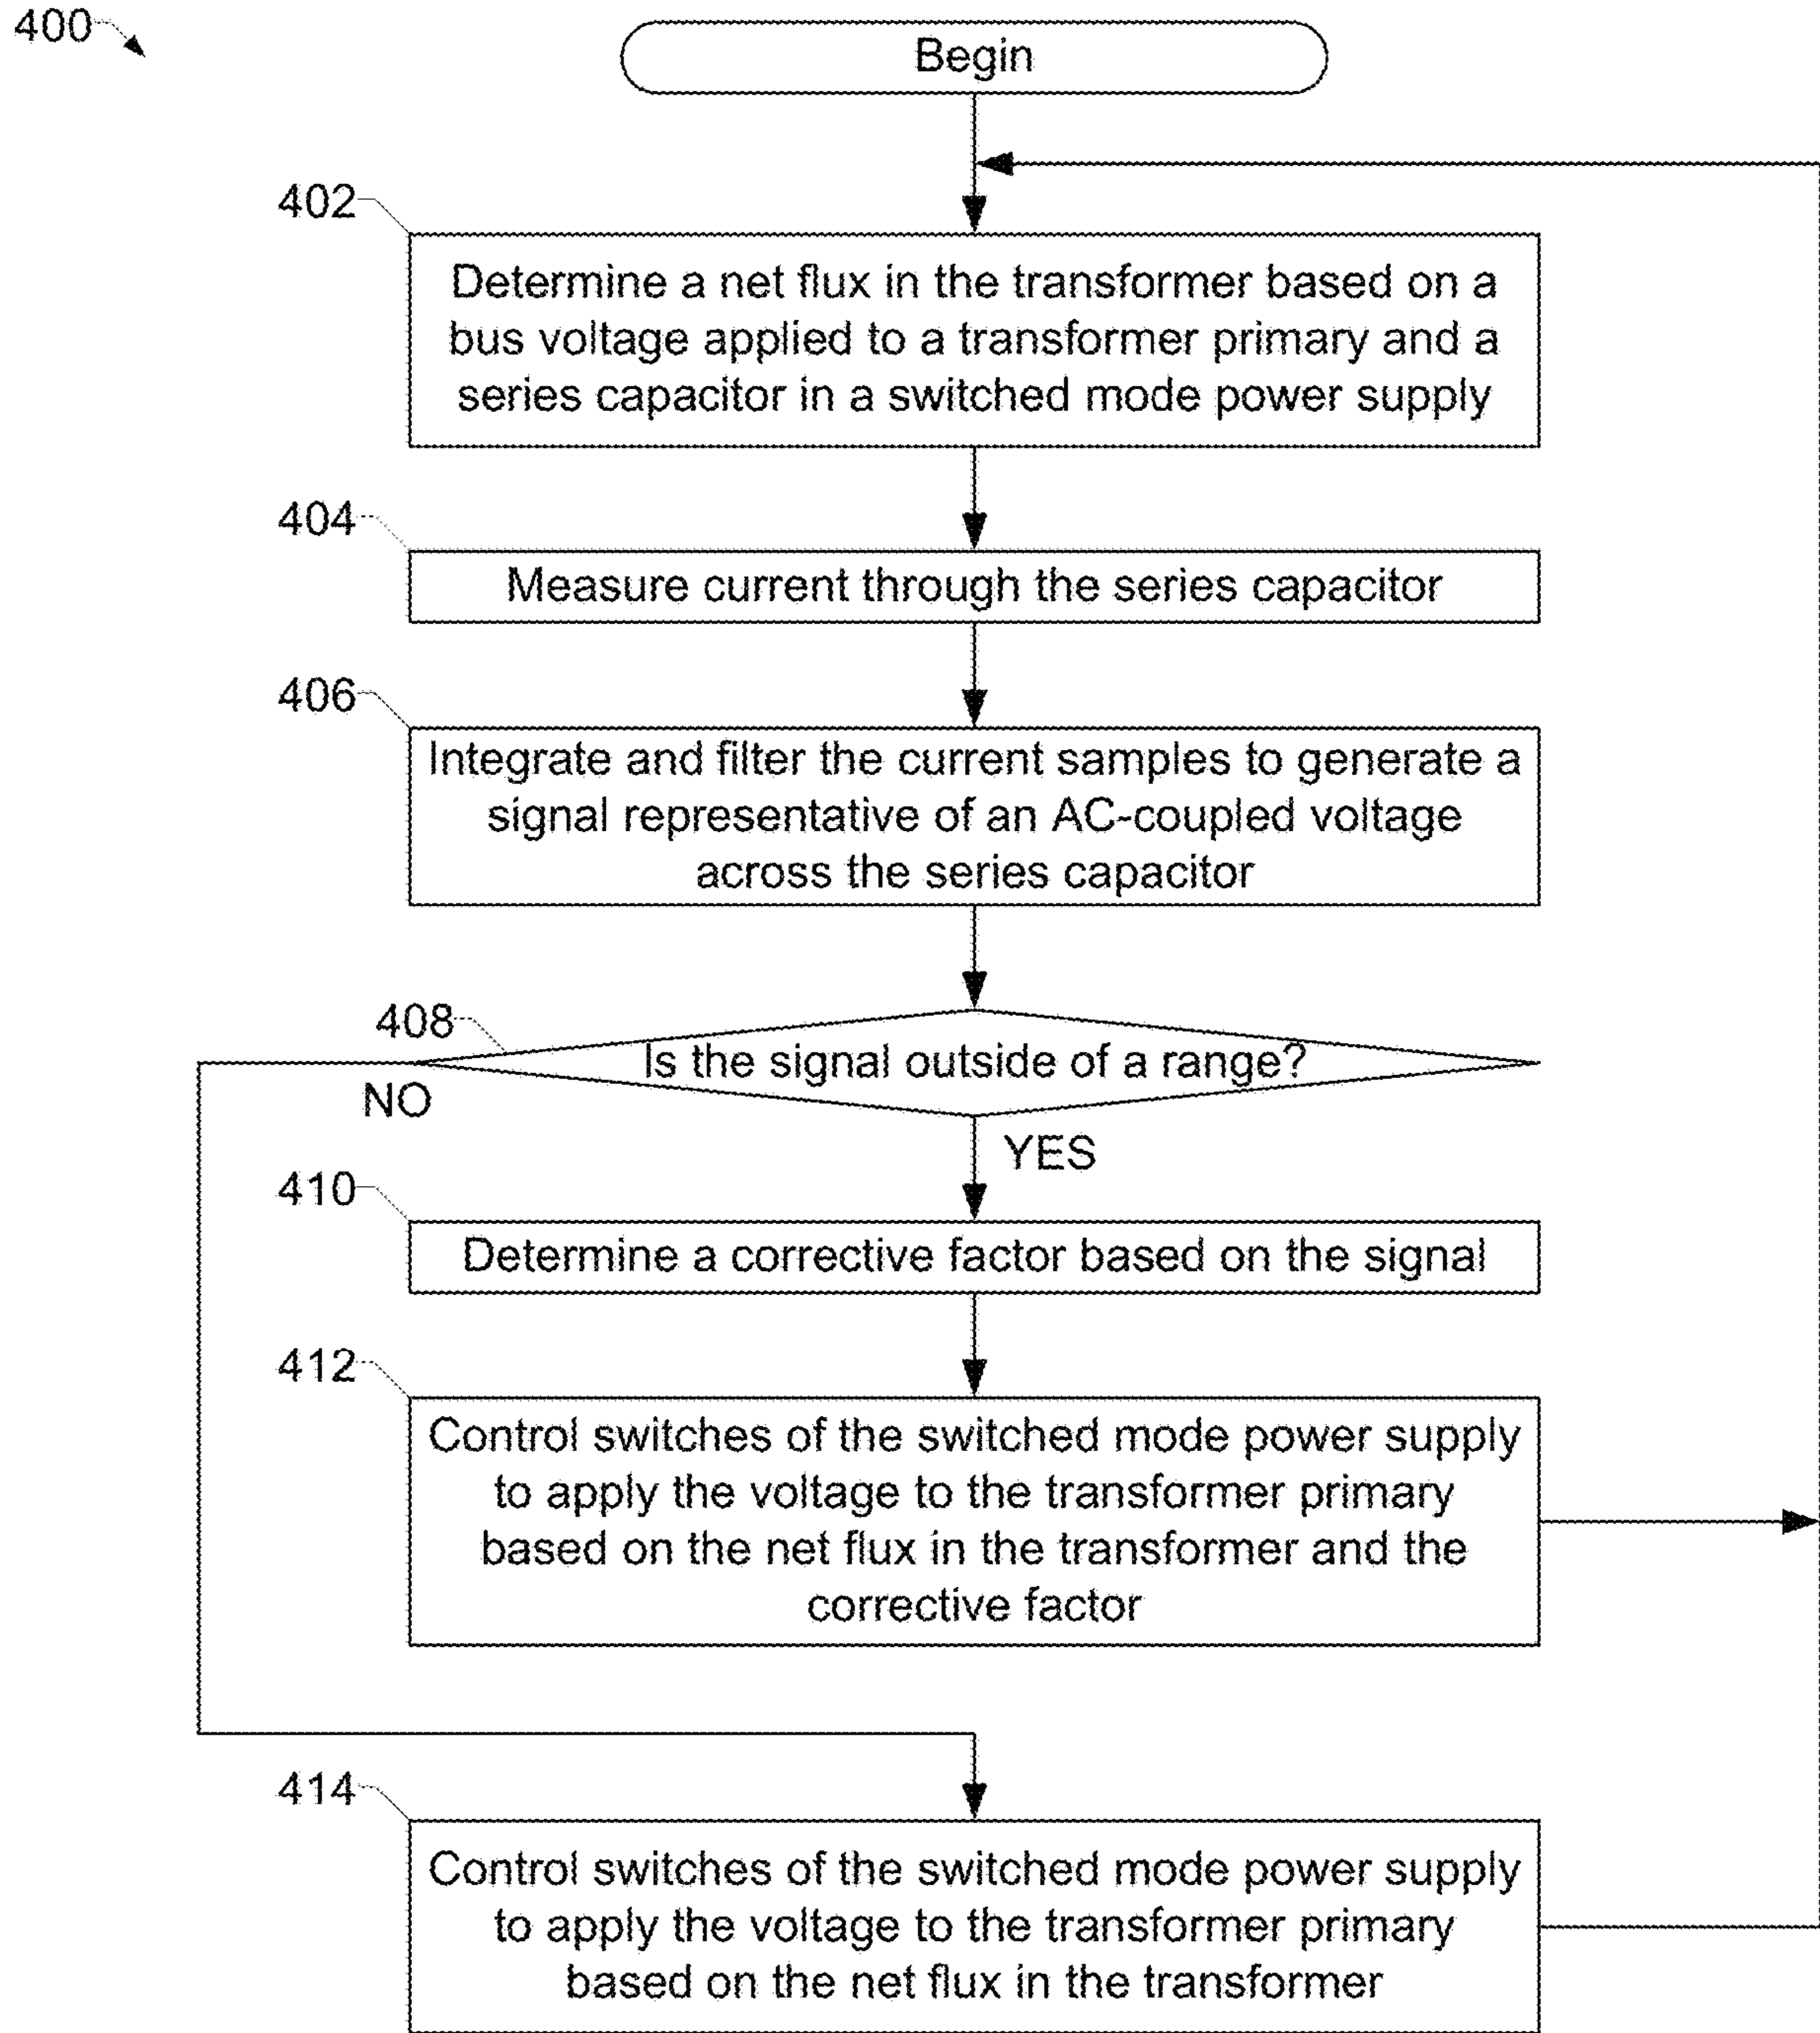 400
Begin
402
Determine a net flux in the transformer based on a
bus voltage applied to a transformer primary and a
series capacitor in a switched mode power supply
404
Measure current through the series capacitor
406
Integrate and filter the current samples to generate a
signal representative of an AC-coupled voltage
across the series capacitor
408
Is the signal outside of a range?
NO
YES
410
Determine a corrective factor based on the signal
412
Control switches of the switched mode power supply
to apply the voltage to the transformer primary
based on the net flux in the transformer and the
corrective factor
414
Control switches of the switched mode power supply
to apply the voltage to the transformer primary
based on the net flux in the transformer